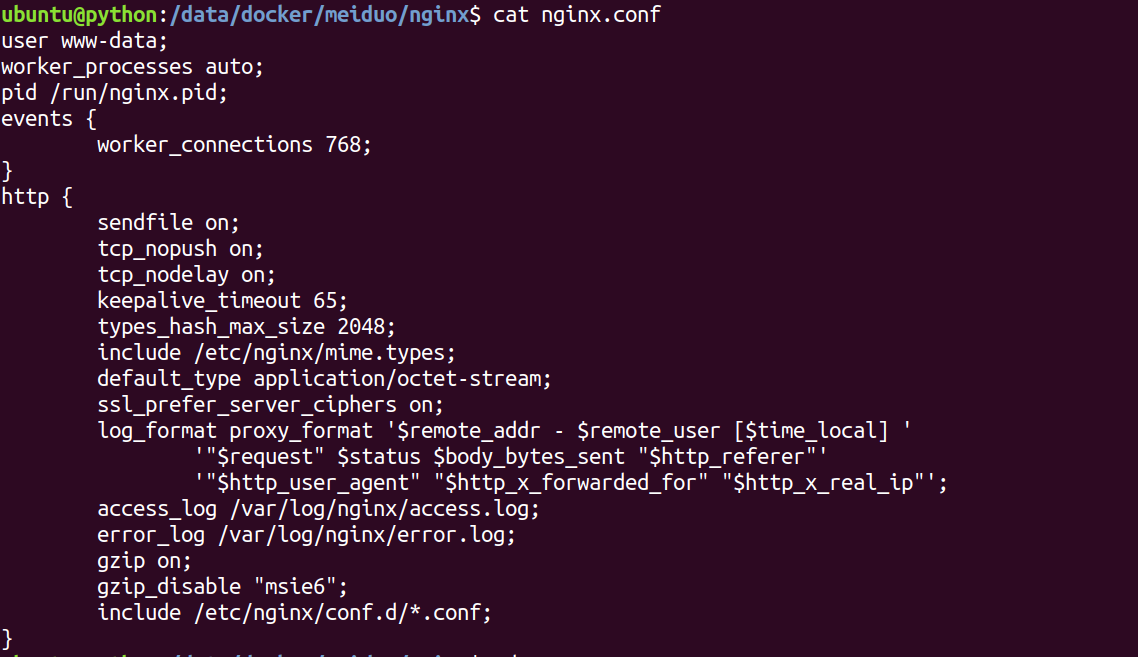 ubuntu@python:/data/docker/meiduo/nginx$ cat nginx.conf
user www-data;
worker_processes auto;
pid /run/nginx.pid;
events {
        worker_connections 768;
}
http {
        sendfile on;
        tcp_nopush on;
        tcp_nodelay on;
        keepalive_timeout 65;
        types_hash_max_size 2048;
        include /etc/nginx/mime.types;
        default_type application/octet-stream;
        ssl_prefer_server_ciphers on;
        log_format proxy_format '$remote_addr - $remote_user [$time_local] '
                '"$request" $status $body_bytes_sent "$http_referer"'
                '"$http_user_agent" "$http_x_forwarded_for" "$http_x_real_ip"';
        access_log /var/log/nginx/access.log;
        error_log /var/log/nginx/error.log;
        gzip on;
        gzip_disable "msie6";
        include /etc/nginx/conf.d/*.conf;
}